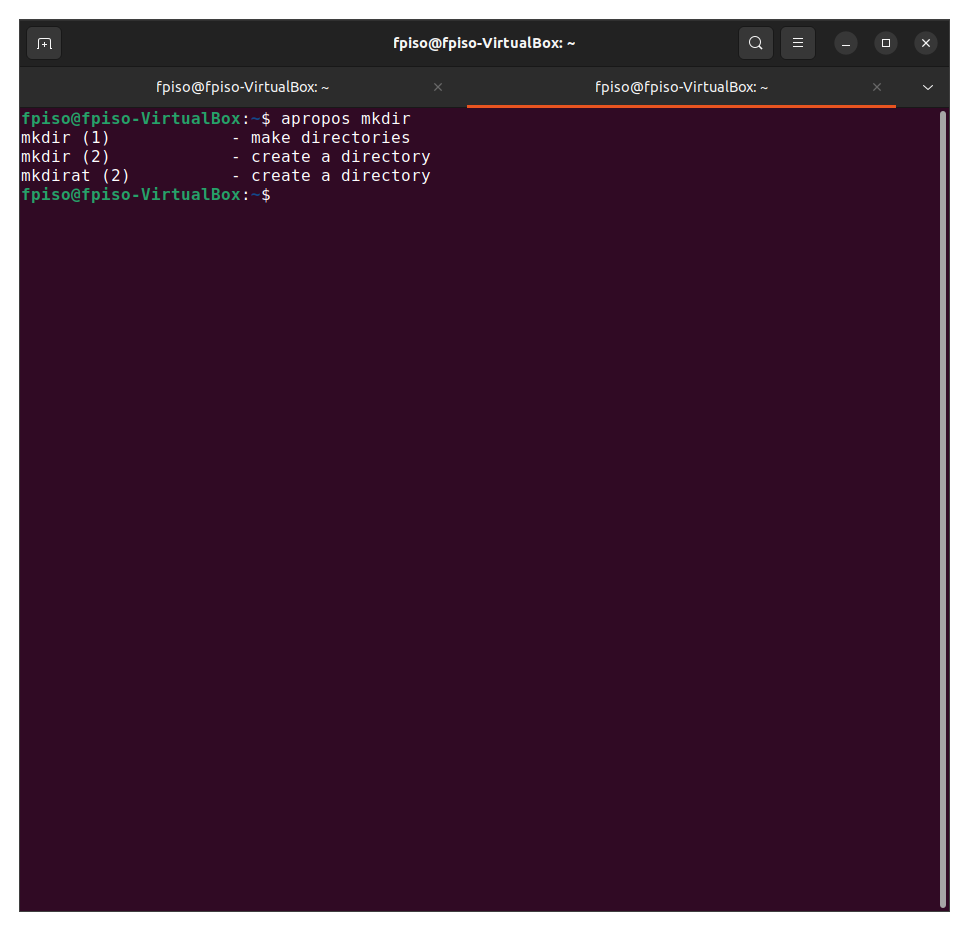 fpiso@fpiso-VirtualBox: ~
fpiso@fpiso-VirtualBox: ~ fpiso@fpiso-VirtualBox: ~
fpiso@fpiso-VirtualBox:~$ apropos mkdir
mkdir (1)            - make directories
mkdir (2)            - create a directory
mkdirat (2)          - create a directory
fpiso@fpiso-VirtualBox:~$